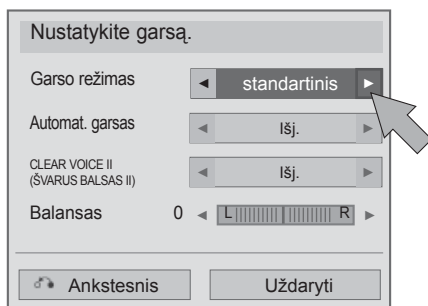 Nustatykite garsą.
Garso režimas ◄ standartinis ►
Automat. garsas ◄ Išj. ►
CLEAR VOICE II
(ŠVARUS BALSAS II) ◄ Išj. ►
Balansas 0 ◄ L R ►
Ankstesnis Uždaryti